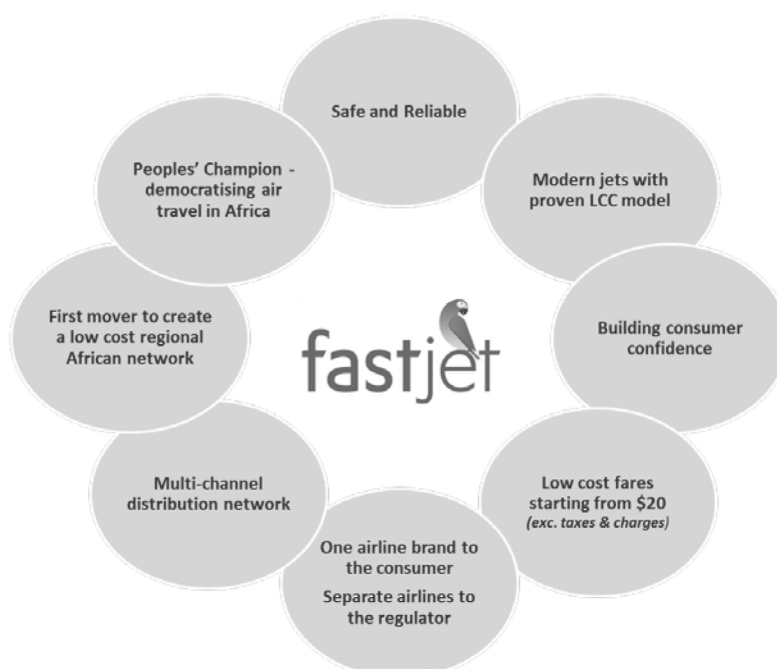 Safe and Reliable
Modern jets with
proven LCC model
Building consumer
confidence
Low cost fares
starting from $20
(exc. taxes & charges)
One airline brand to
the consumer
Separate airlines to
the regulator
Multi-channel
distribution network
First mover to create
a low cost regional
African network
Peoples’ Champion -
democratising air
travel in Africa
fastjet